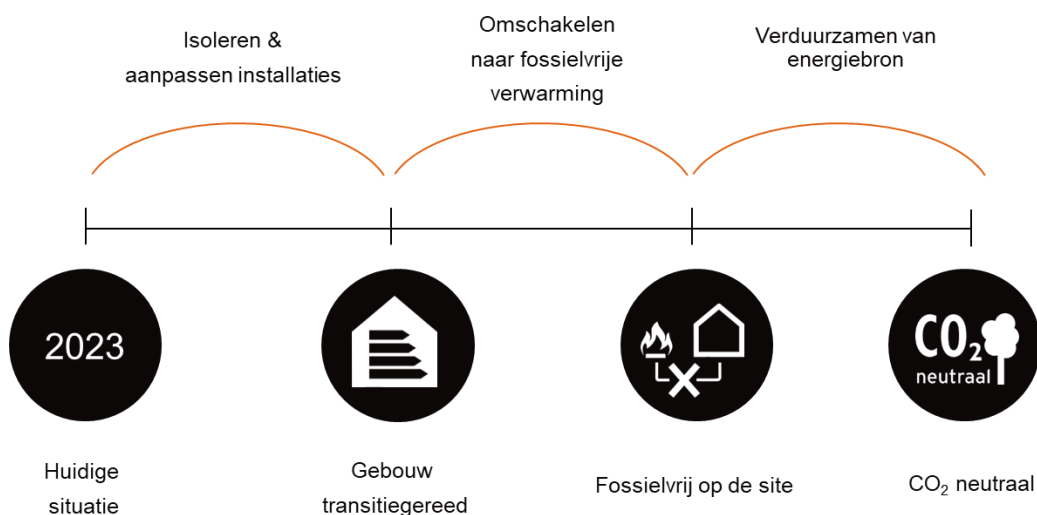 Isoleren &
aanpassen installaties
Omschakelen
naar fossielvrije
verwarming
Verduurzamen van
energiebron
2023
CO₂
neutraal
Huidige
situatie
Gebouw
transitiegereed
Fossielvrij op de site
CO₂ neutraal